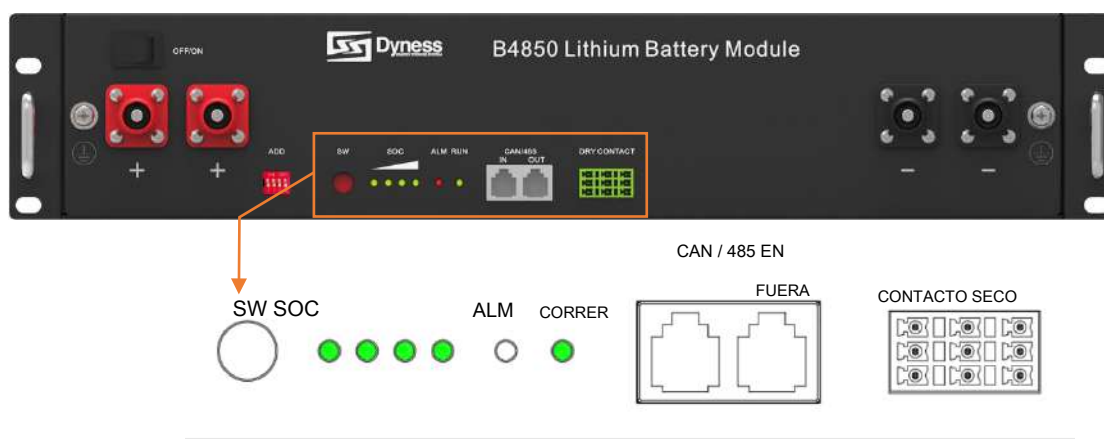 Dyness
B4850 Lithium Battery Module
OFF/ON
ADD
SW
SOC
ALM RUN
CAN/485
IN OUT
DRY CONTACT
+ +
- -
CAN / 485 EN
FUERA
CONTACTO SECO
SW SOC
ALM
CORRER